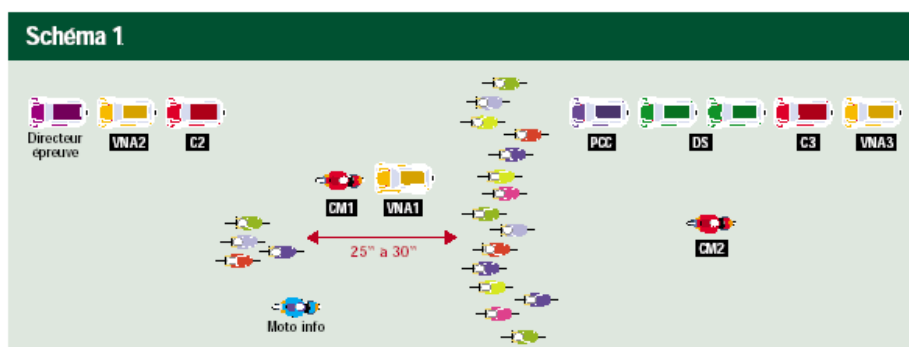 Schéma 1
Directeur
épreuve
VNA2
C2
PCC
DS
C3
VNA3
CM1
VNA1
25" a 30"
CM2
Moto info